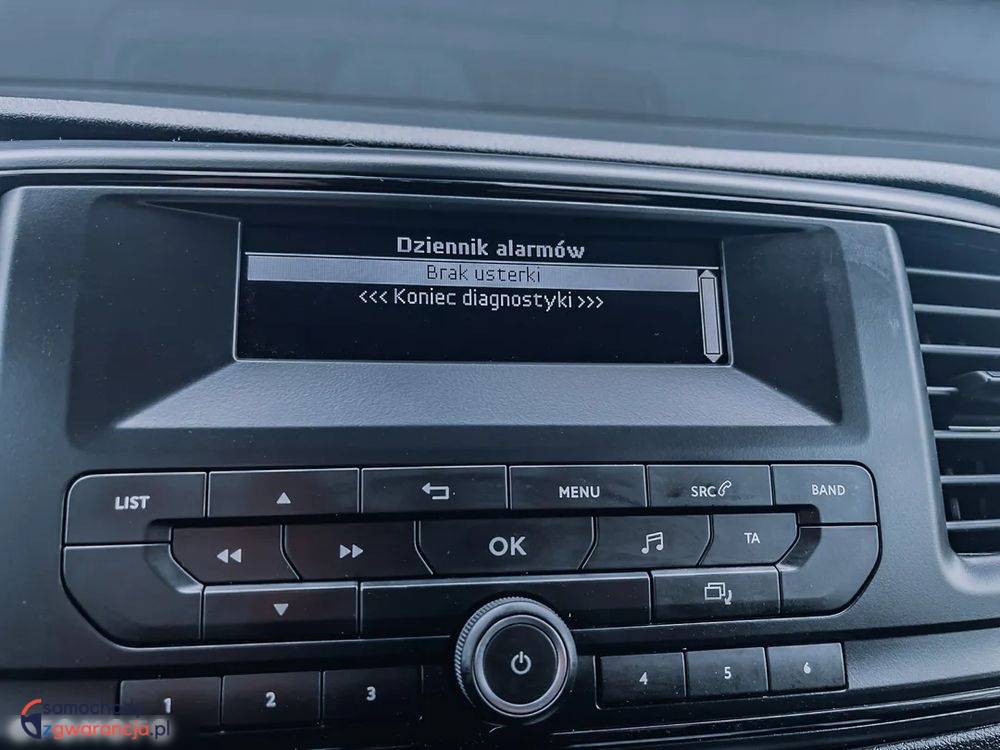 Dziennik alarmów
Brak usterki
<<< Koniec diagnostyki >>>
LIST
MENU
SRC
BAND
OK
TA
1
2
3
4
5
6
samochody
zgwarancja.pl